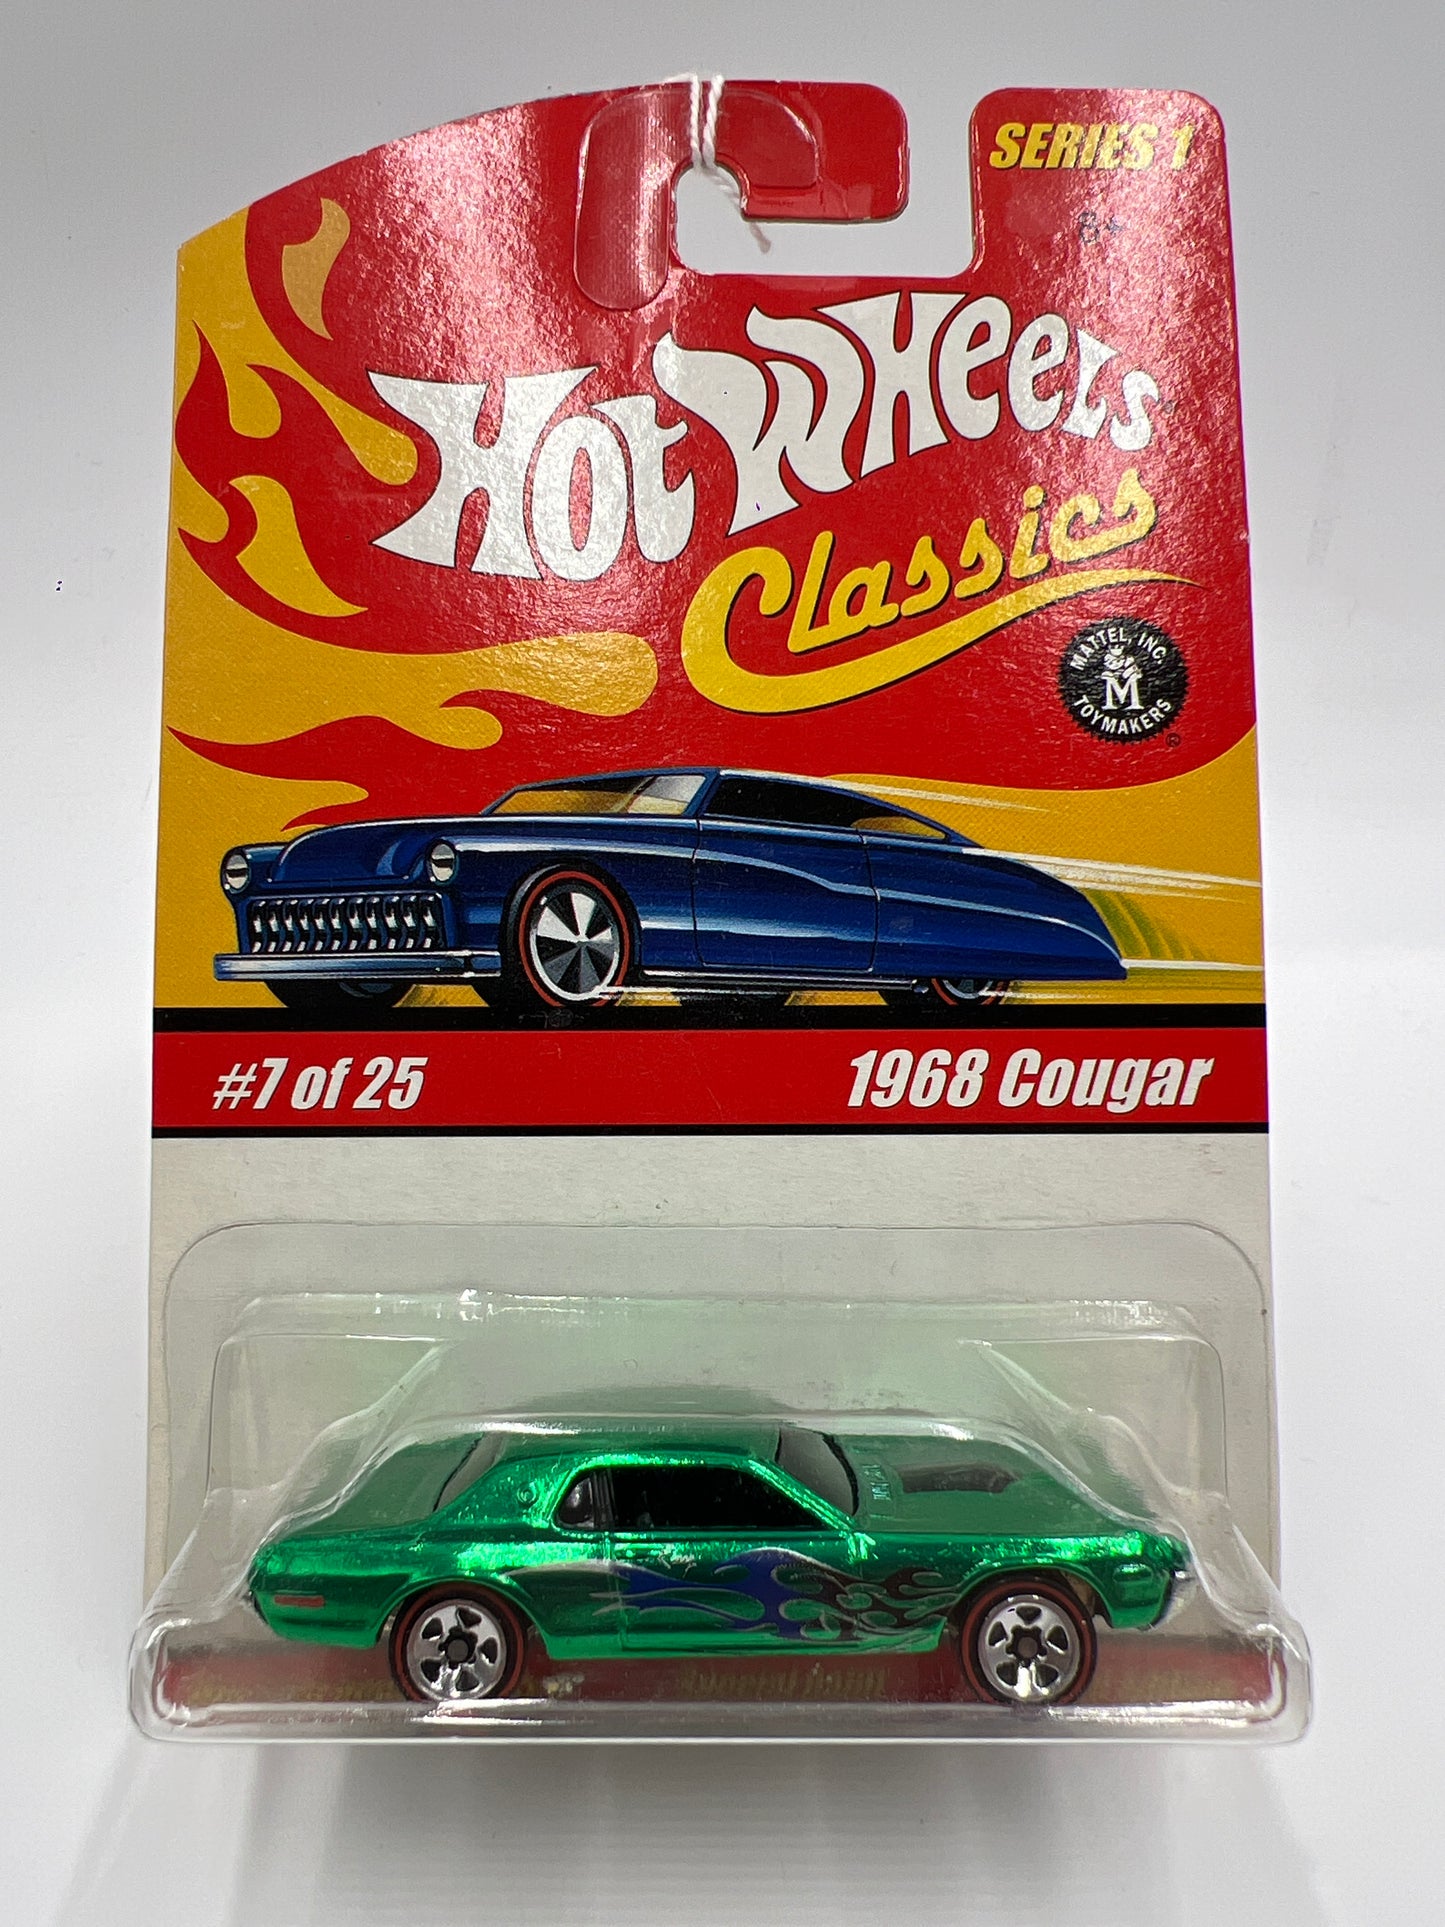 SERIES 1
8+
Hot Wheels
Classics
MATTEL, INC.
M
TOYMAKERS
®
#7 of 25
1968 Cougar